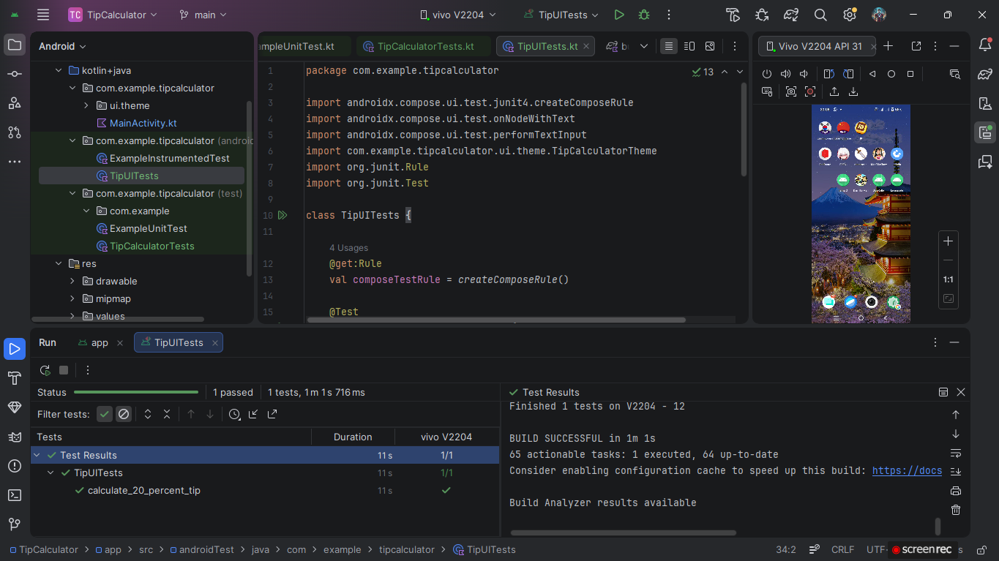 TC TipCalculator main vivo V2204 TipUITests
Android
kotlin+java
com.example.tipcalculator
ui.theme
MainActivity.kt
com.example.tipcalculator (androic
ExampleInstrumentedTest
TipUITests
com.example.tipcalculator (test)
com.example
ExampleUnitTest
TipCalculatorTests
res
drawable
mipmap
values
ampleUnitTest.kt TipCalculatorTests.kt TipUITests.kt
13
1 package com.example.tipcalculator
2
3 import androidx.compose.ui.test.junit4.createComposeRule
4 import androidx.compose.ui.test.onNodeWithText
5 import androidx.compose.ui.test.performTextInput
6 import com.example.tipcalculator.ui.theme.TipCalculatorTheme
7 import org.junit.Rule
8 import org.junit.Test
9
10 class TipUITests {
11
4 Usages
12 @get:Rule
13 val composeTestRule = createComposeRule()
14
15 @Test
Vivo V2204 API 31
1:1
Run app TipUITests
Status 1 passed 1 tests, 1m 1s 716ms
Filter tests:
Tests Duration vivo V2204
Test Results 11s 1/1
TipUITests 11s 1/1
calculate_20_percent_tip 11s
Test Results
Finished 1 tests on V2204 - 12
BUILD SUCCESSFUL in 1m 1s
65 actionable tasks: 1 executed, 64 up-to-date
Consider enabling configuration cache to speed up this build: https://docs
Build Analyzer results available
TipCalculator > app > src > androidTest > java > com > example > tipcalculator > TipUITests
34:2 CRLF UTF- screenrec s